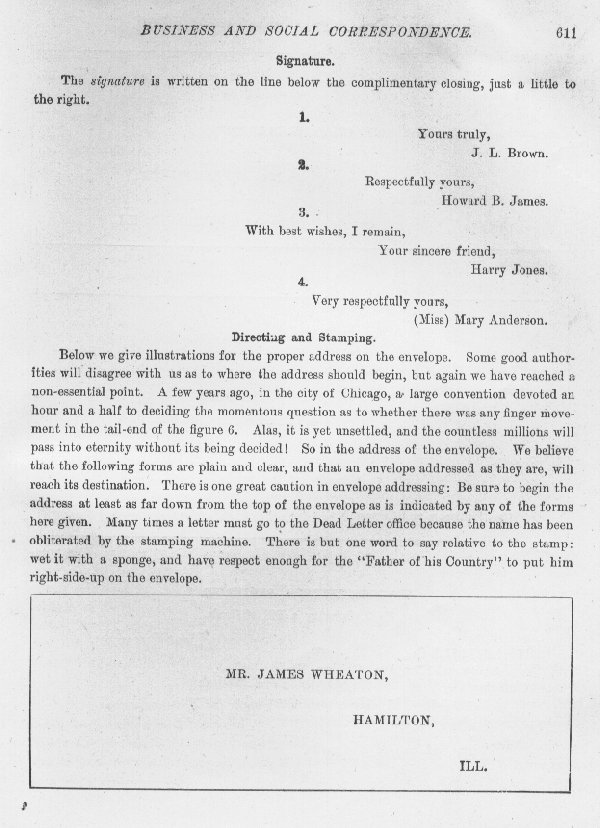 BUSINESS AND SOCIAL CORRESPONDENCE. 611
Signature.
The signature is written on the line below the complimentary closing, just a little to
the right.
1.
Yours truly,
J. L. Brown.
2.
Respectfully yours,
Howard B. James.
3.
With best wishes, I remain,
Your sincere friend,
Harry Jones.
4.
Very respectfully yours,
(Miss) Mary Anderson.
Directing and Stamping.
Below we give illustrations for the proper address on the envelope. Some good author-
ities will disagree with us as to where the address should begin, but again we have reached a
non-essential point. A few years ago, in the city of Chicago, a large convention devoted an
hour and a half to deciding the momentous question as to whether there was any finger move-
ment in the tail-end of the figure 6. Alas, it is yet unsettled, and the countless millions will
pass into eternity without its being decided! So in the address of the envelope. We believe
that the following forms are plain and clear, and that an envelope addressed as they are, will
reach its destination. There is one great caution in envelope addressing: Be sure to begin the
address at least as far down from the top of the envelope as is indicated by any of the forms
here given. Many times a letter must go to the Dead Letter office because the name has been
obliterated by the stamping machine. There is but one word to say relative to the stamp:
wet it with a sponge, and have respect enough for the "Father of his Country" to put him
right-side-up on the envelope.
MR. JAMES WHEATON,
HAMILTON,
ILL.